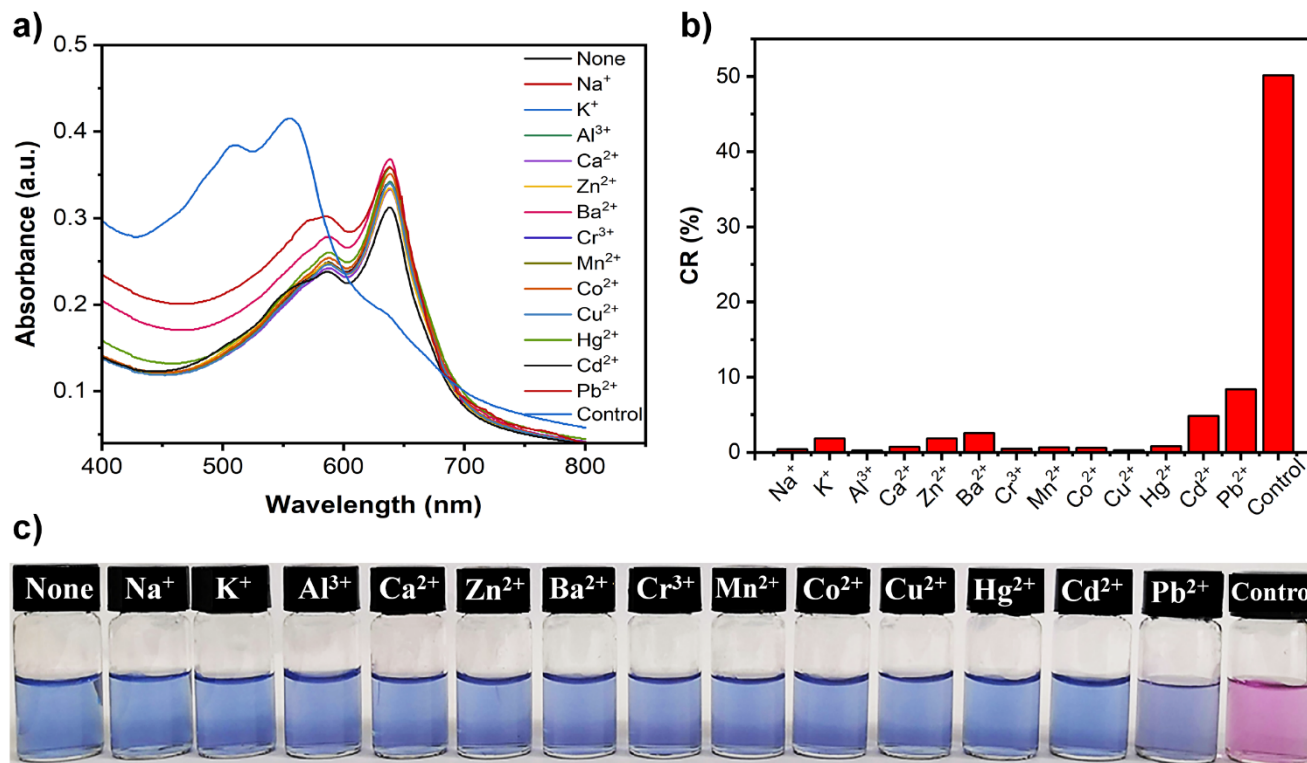 a)
0.5
0.4
0.3
0.2
0.1
Absorbance (a.u.)
400
500
600
700
800
Wavelength (nm)
None
Na⁺
K⁺
Al³⁺
Ca²⁺
Zn²⁺
Ba²⁺
Cr³⁺
Mn²⁺
Co²⁺
Cu²⁺
Hg²⁺
Cd²⁺
Pb²⁺
Control
b)
50
40
30
20
10
0
CR (%)
Na⁺
K⁺
Al³⁺
Ca²⁺
Zn²⁺
Ba²⁺
Cr³⁺
Mn²⁺
Co²⁺
Cu²⁺
Hg²⁺
Cd²⁺
Pb²⁺
Control
c)
None Na⁺ K⁺ Al³⁺ Ca²⁺ Zn²⁺ Ba²⁺ Cr³⁺ Mn²⁺ Co²⁺ Cu²⁺ Hg²⁺ Cd²⁺ Pb²⁺ Contro